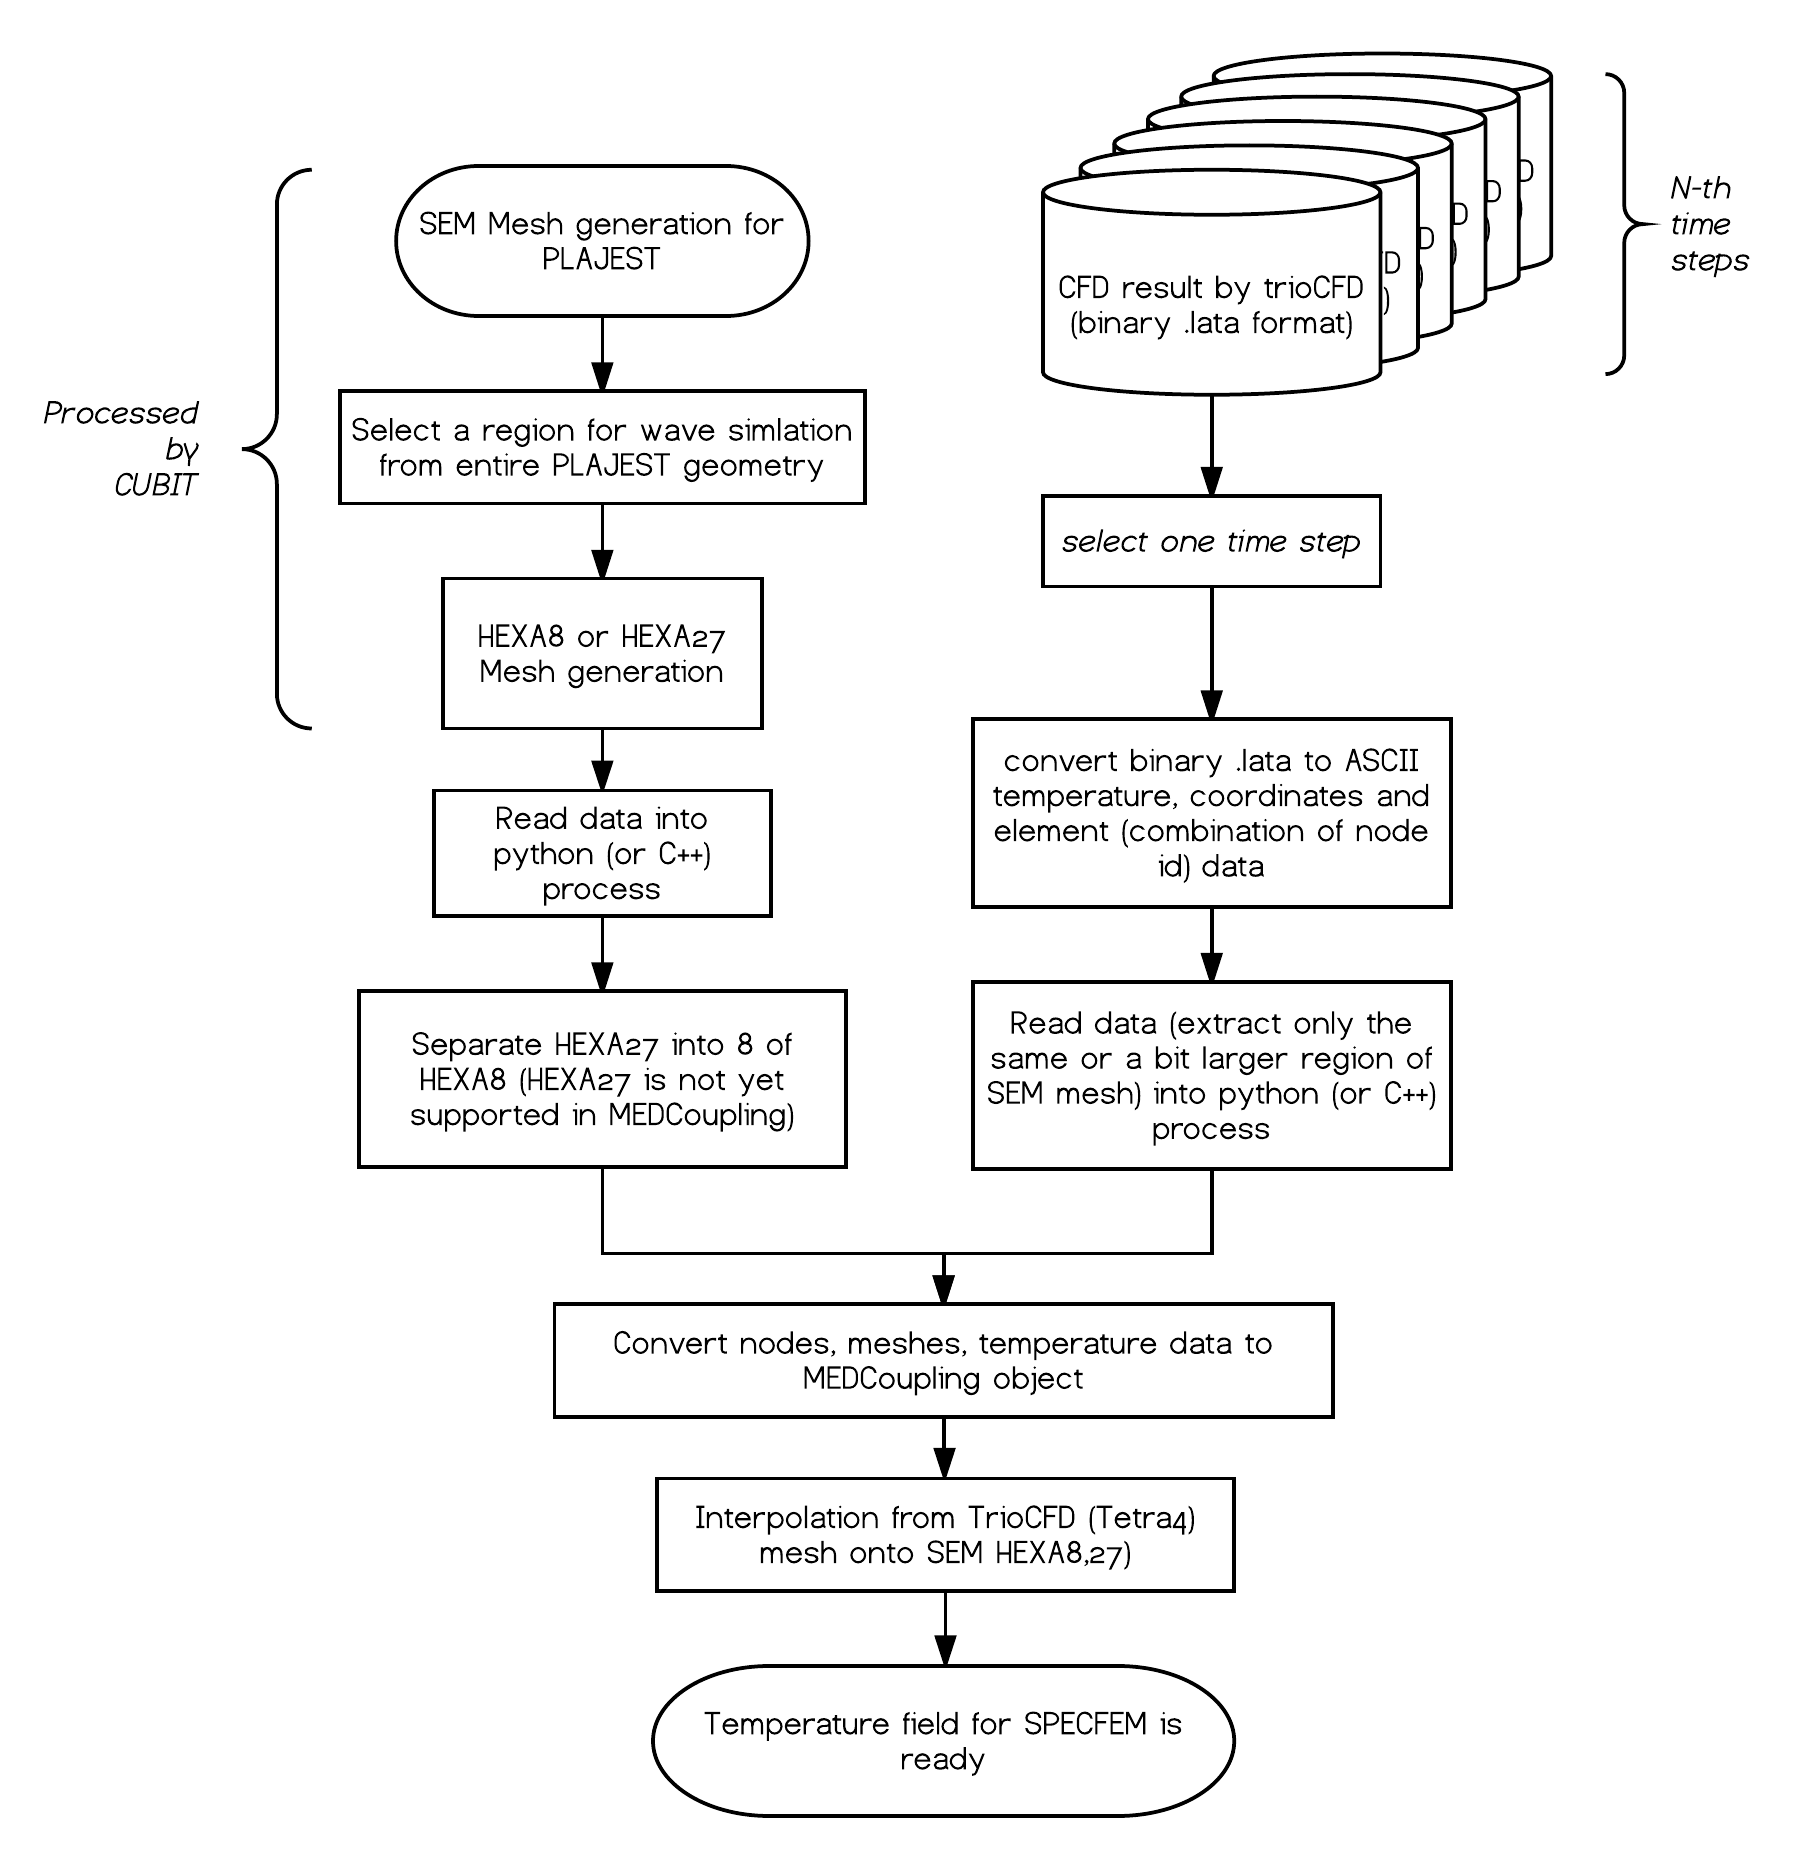 SEM Mesh generation for
PLAJEST
Select a region for wave simlation
from entire PLAJEST geometry
HEXA8 or HEXA27
Mesh generation
Processed
by
CUBIT
Read data into
python (or C++)
process
Separate HEXA27 into 8 of
HEXA8 (HEXA27 is not yet
supported in MEDCoupling)
CFD result by trioCFD
(binary .lata format)
N-th
time
steps
select one time step
convert binary .lata to ASCII
temperature, coordinates and
element (combination of node
id) data
Read data (extract only the
same or a bit larger region of
SEM mesh) into python (or C++)
process
Convert nodes, meshes, temperature data to
MEDCoupling object
Interpolation from TrioCFD (Tetra4)
mesh onto SEM HEXA8,27)
Temperature field for SPECFEM is
ready